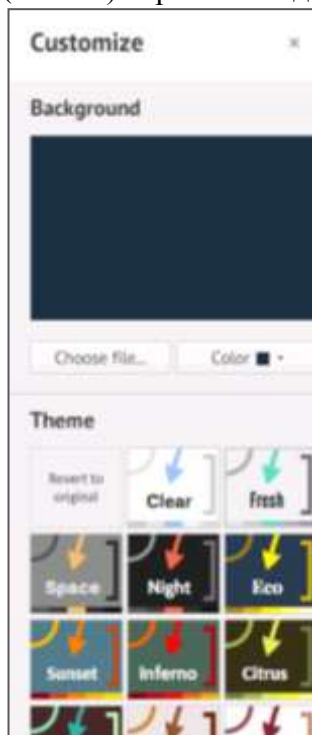 Customize ×
Background
Choose file... Color
Theme
Revert to
original
Clear Fresh
Space Night Eco
Sunset Inferno Citrus